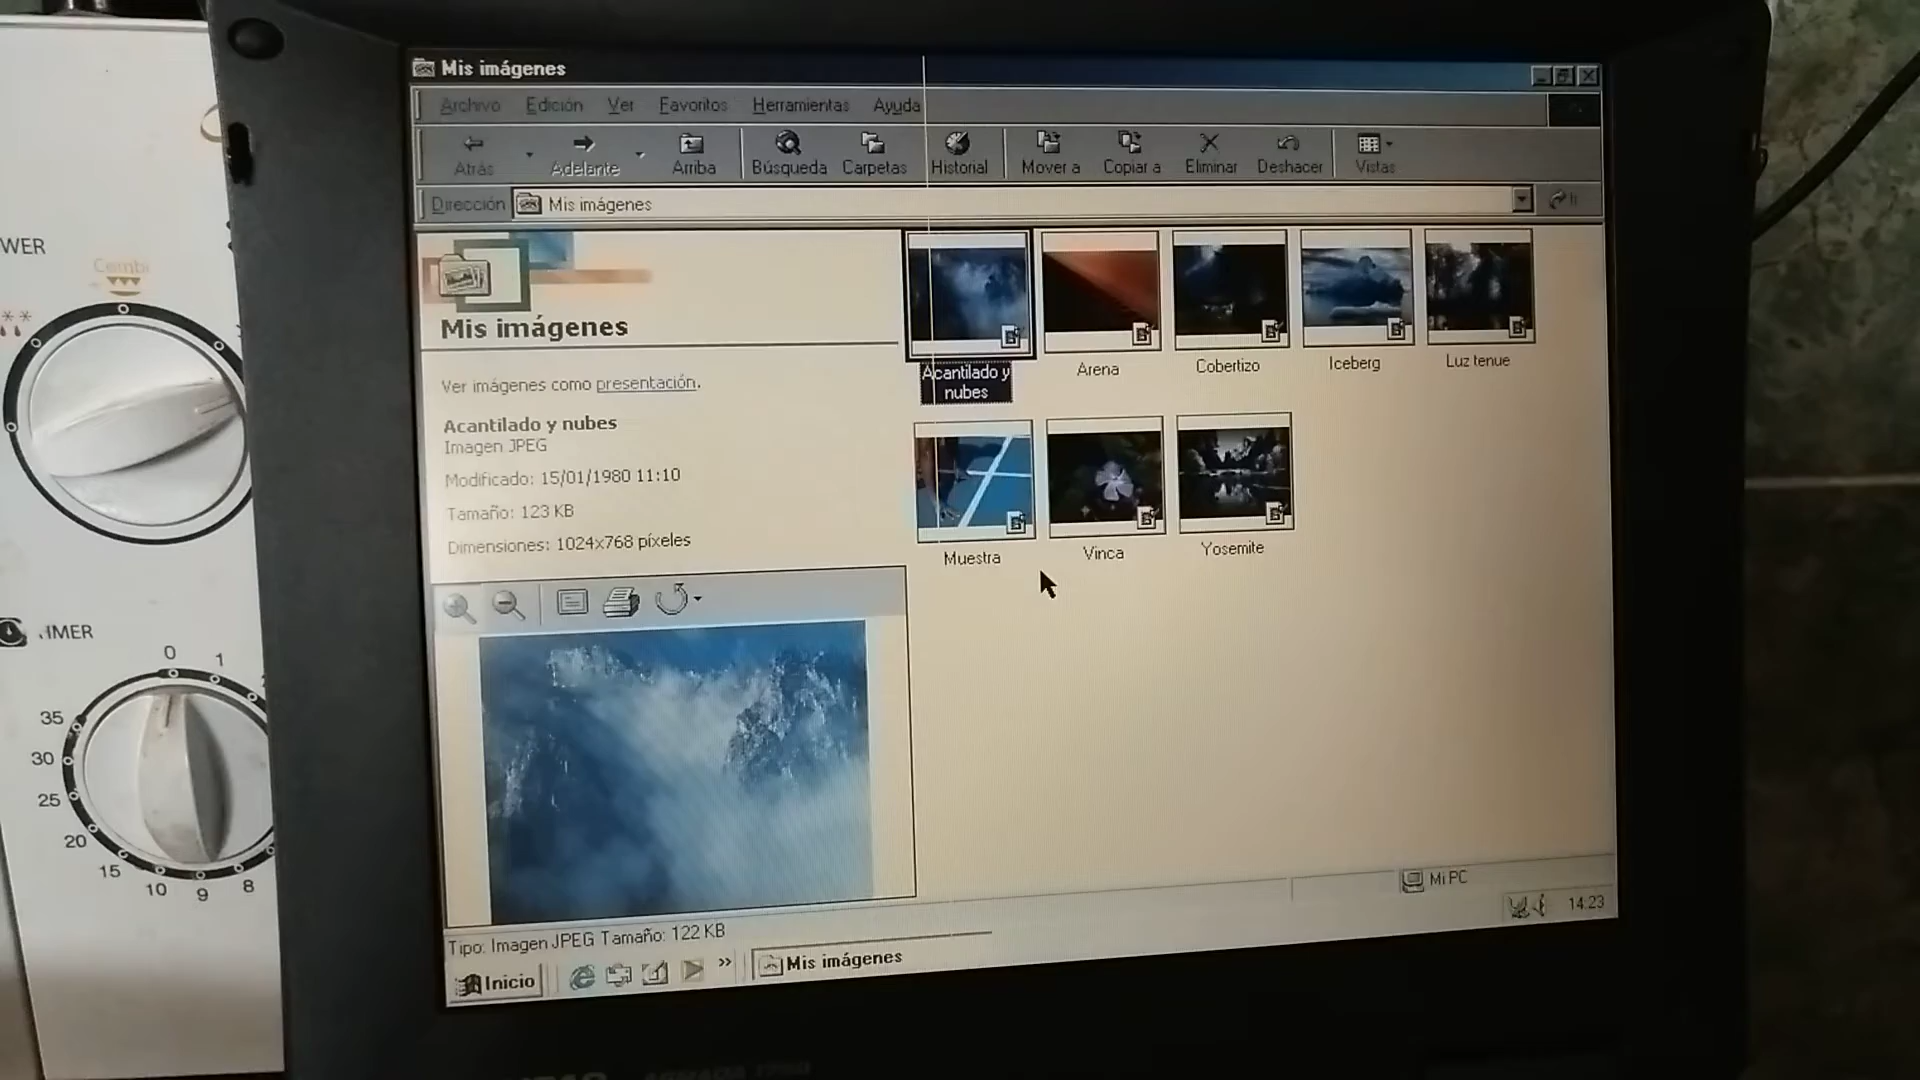 Mis imágenes
Archivo Edición Ver Favoritos Herramientas Ayuda
Atrás Adelante Arriba Búsqueda Carpetas Historial Mover a Copiar a Eliminar Deshacer Vistas
Dirección Mis imágenes Ir
Mis imágenes
Ver imágenes como presentación.
Acantilado y nubes
Imagen JPEG
Modificado: 15/01/1980 11:10
Tamaño: 123 KB
Dimensiones: 1024x768 píxeles
Acantilado y
nubes
Arena
Cobertizo
Iceberg
Luz tenue
Muestra
Vinca
Yosemite
Tipo: Imagen JPEG Tamaño: 122 KB
Mi PC
Inicio
»
Mis imágenes
14:23
WER
Combi
IMER
0
1
35
30
25
20
15
10
9
8